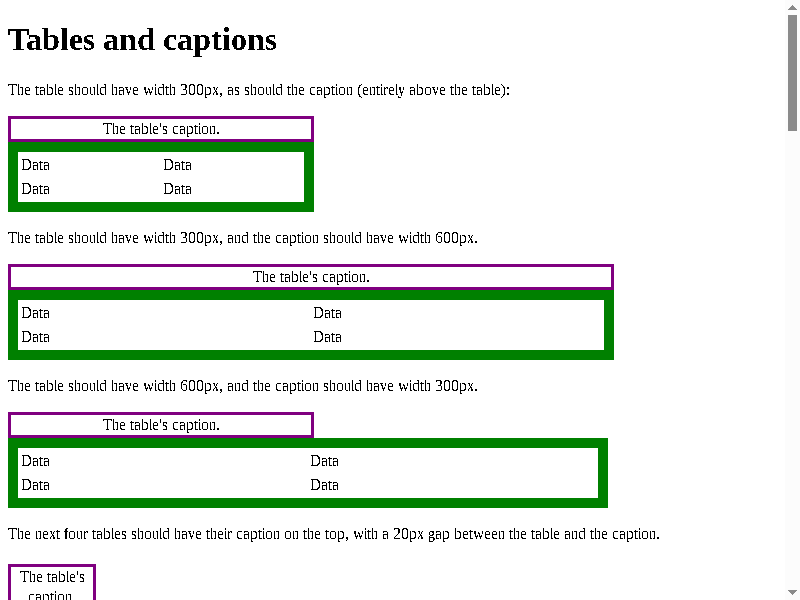 Tables and captions
The table should have width 300px, as should the caption (entirely above the table):
The table's caption.
Data Data
Data Data
The table should have width 300px, and the caption should have width 600px.
The table's caption.
Data Data
Data Data
The table should have width 600px, and the caption should have width 300px.
The table's caption.
Data Data
Data Data
The next four tables should have their caption on the top, with a 20px gap between the table and the caption.
The table's
caption.